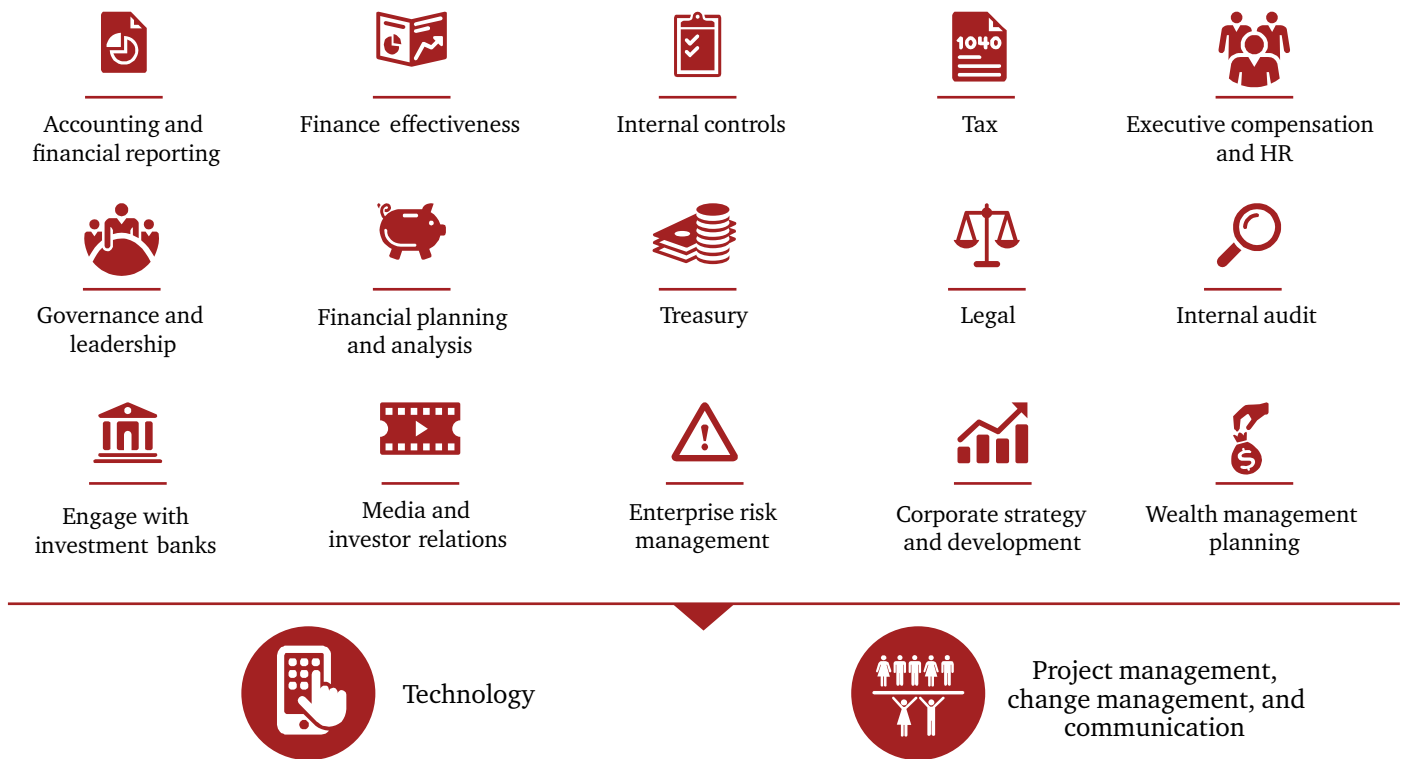 1040
Accounting and
financial reporting
Finance effectiveness
Internal controls
Tax
Executive compensation
and HR
Governance and
leadership
Financial planning
and analysis
Treasury
Legal
Internal audit
$
Engage with
investment banks
Media and
investor relations
Enterprise risk
management
Corporate strategy
and development
Wealth management
planning
Technology
Project management,
change management, and
communication